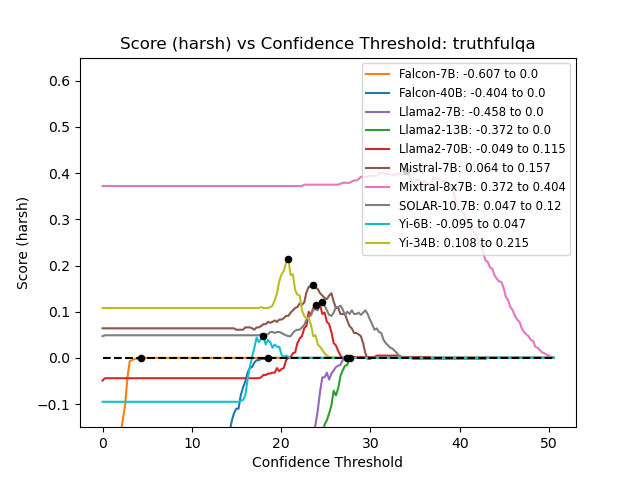 Score (harsh) vs Confidence Threshold: truthfulqa
Score (harsh)
0.6
0.5
0.4
0.3
0.2
0.1
0.0
−0.1
Falcon-7B: -0.607 to 0.0
Falcon-40B: -0.404 to 0.0
Llama2-7B: -0.458 to 0.0
Llama2-13B: -0.372 to 0.0
Llama2-70B: -0.049 to 0.115
Mistral-7B: 0.064 to 0.157
Mixtral-8x7B: 0.372 to 0.404
SOLAR-10.7B: 0.047 to 0.12
Yi-6B: -0.095 to 0.047
Yi-34B: 0.108 to 0.215
0 10 20 30 40 50
Confidence Threshold